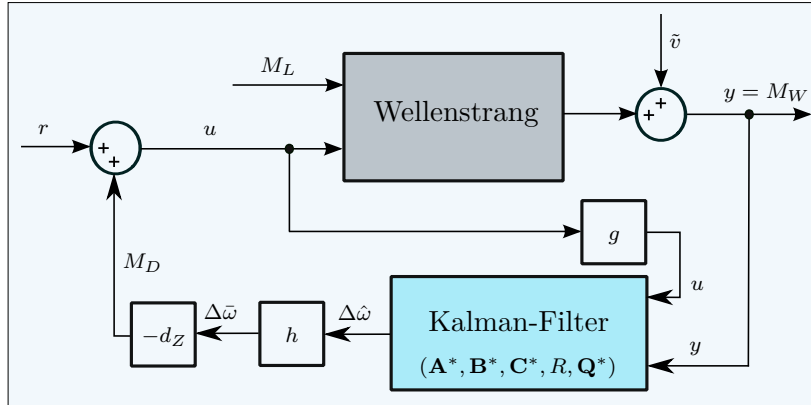 ṽ
M_L
Wellenstrang
y = M_W
r
+
+
u
+
+
g
M_D
u
Δω̄
Δω̂
Kalman-Filter
−d_Z
h
y
(A*, B*, C*, R, Q*)